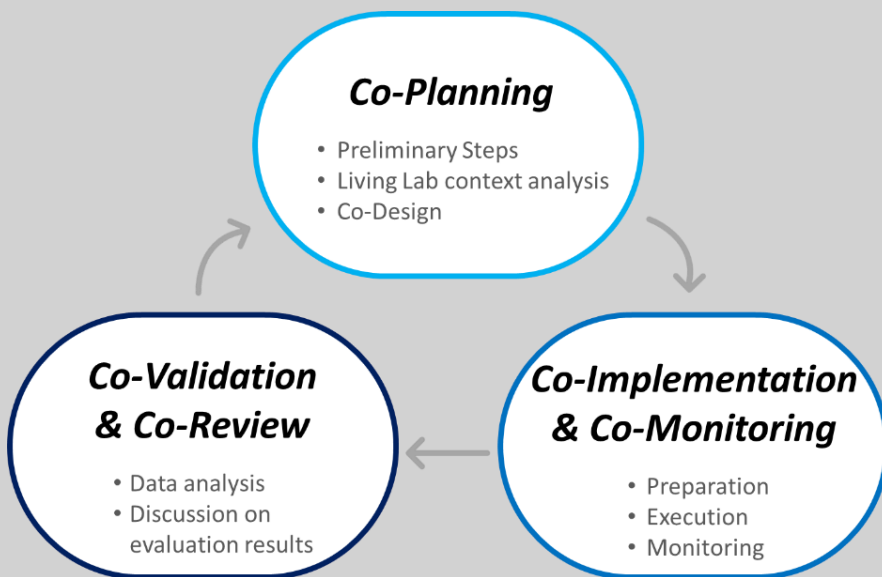 Co-Planning
• Preliminary Steps
• Living Lab context analysis
• Co-Design
Co-Validation
& Co-Review
• Data analysis
• Discussion on
evaluation results
Co-Implementation
& Co-Monitoring
• Preparation
• Execution
• Monitoring